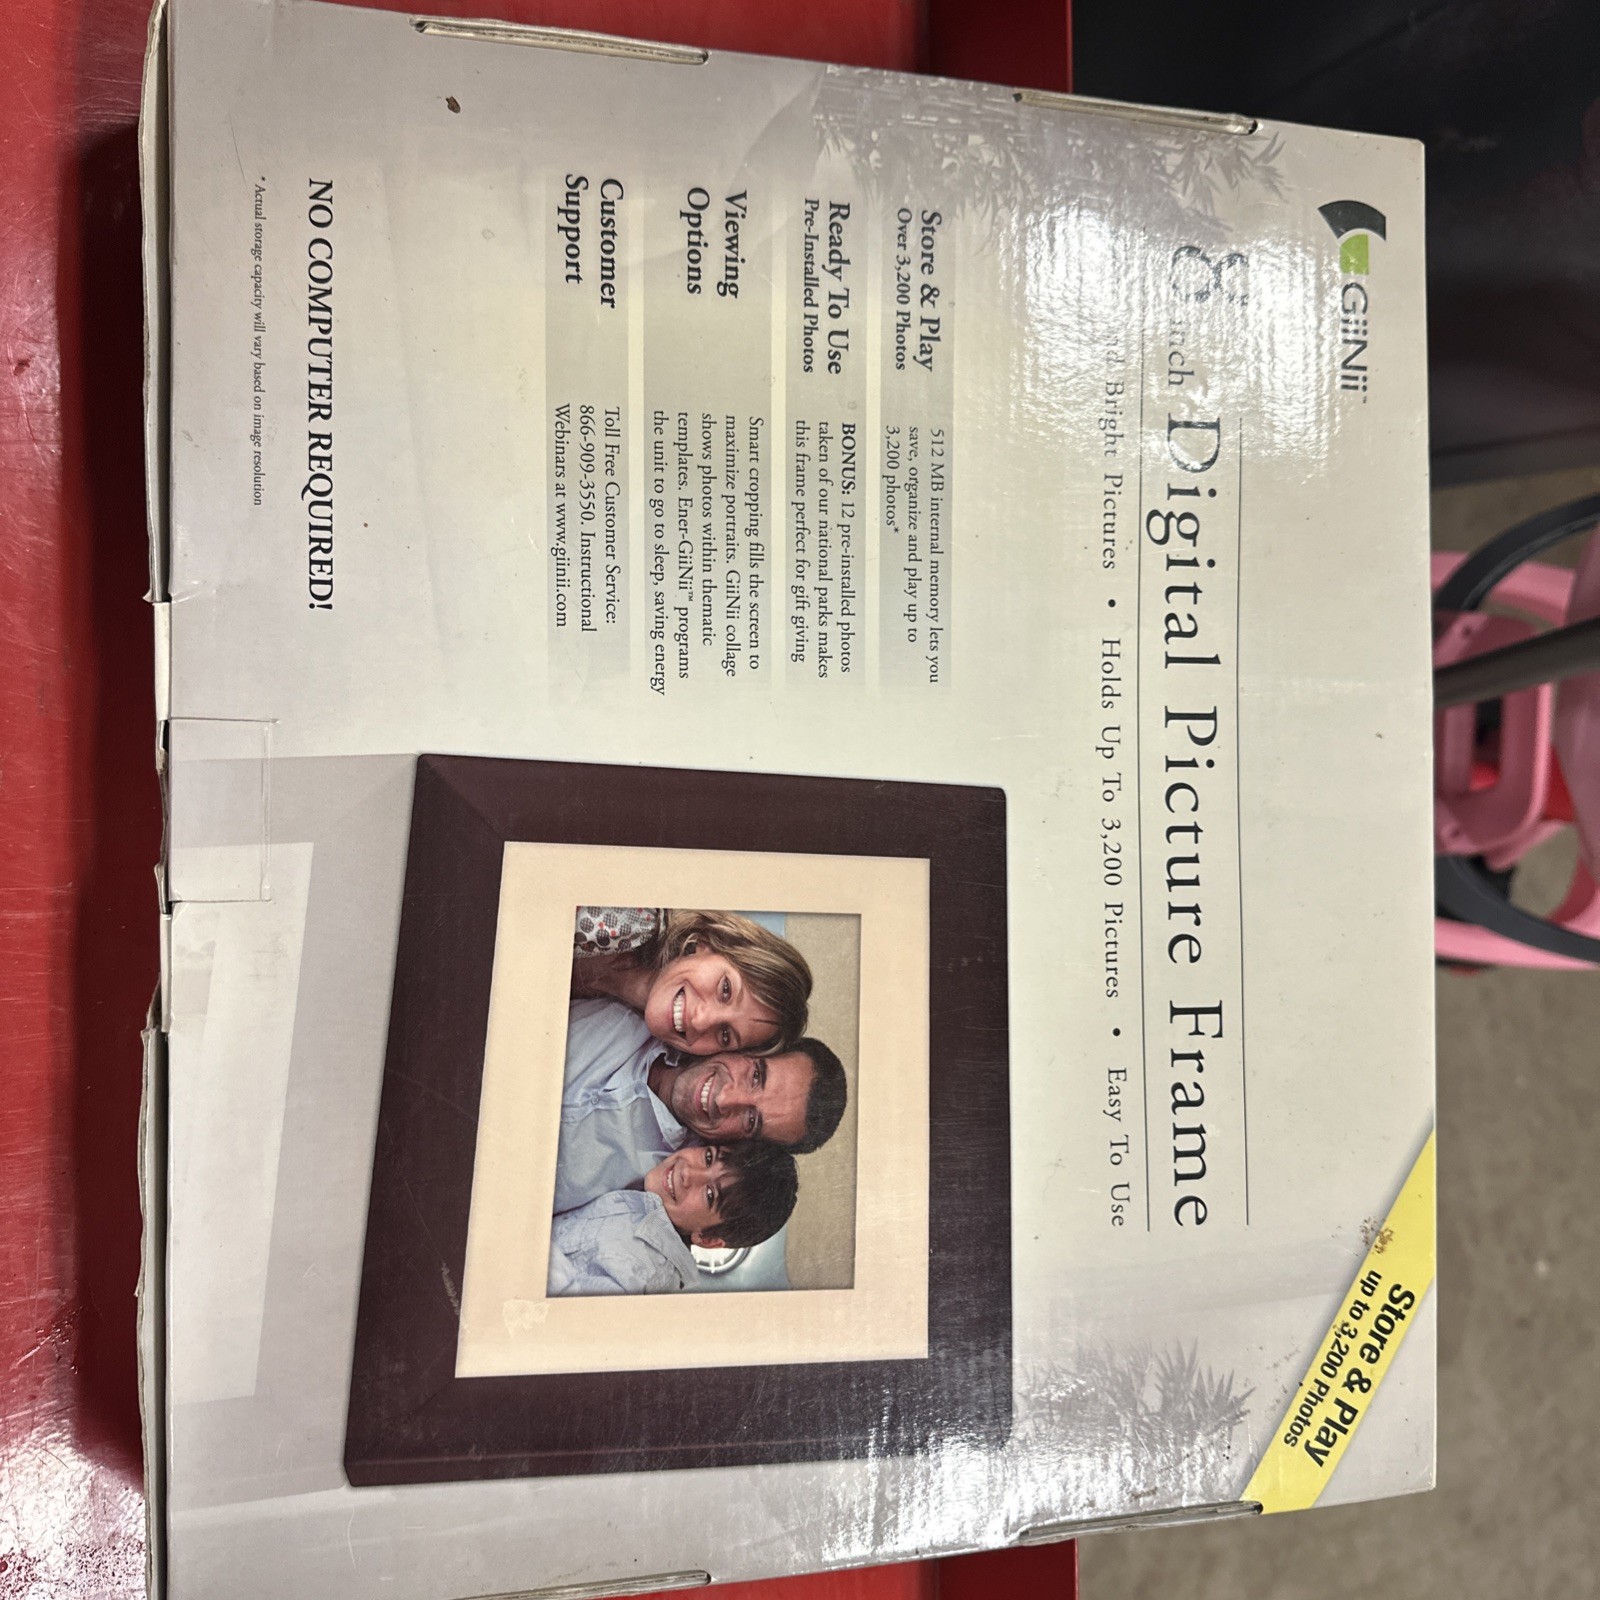 GiiNii™
8 inch Digital Picture Frame
Bright Pictures • Holds Up To 3,200 Pictures • Easy To Use
Store & Play
up to 3,200 Photos
Store & Play
Over 3,200 Photos
512 MB internal memory lets you
save, organize and play up to
3,200 photos*
Ready To Use
Pre-Installed Photos
BONUS: 12 pre-installed photos
taken of our national parks makes
this frame perfect for gift giving
Viewing
Options
Smart cropping fills the screen to
maximize portraits. GiiNii collage
shows photos within thematic
templates. Ener-GiiNii™ programs
the unit to go to sleep, saving energy
Customer
Support
Toll Free Customer Service:
866-909-3550. Instructional
Webinars at www.giinii.com
NO COMPUTER REQUIRED!
* Actual storage capacity will vary based on image resolution